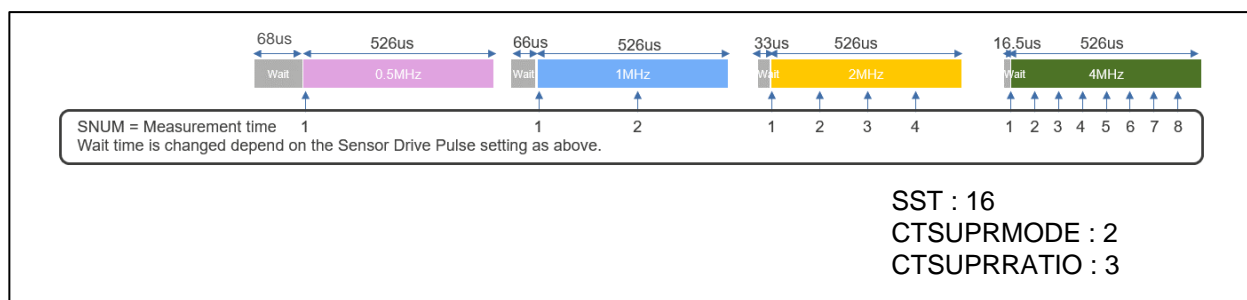 68us 526us 66us 526us 33us 526us 16.5us 526us
Wait 0.5MHz Wait 1MHz Wait 2MHz Wait 4MHz
SNUM = Measurement time 1 1 2 1 2 3 4 1 2 3 4 5 6 7 8
Wait time is changed depend on the Sensor Drive Pulse setting as above.
SST : 16
CTSUPRMODE : 2
CTSUPRRATIO : 3